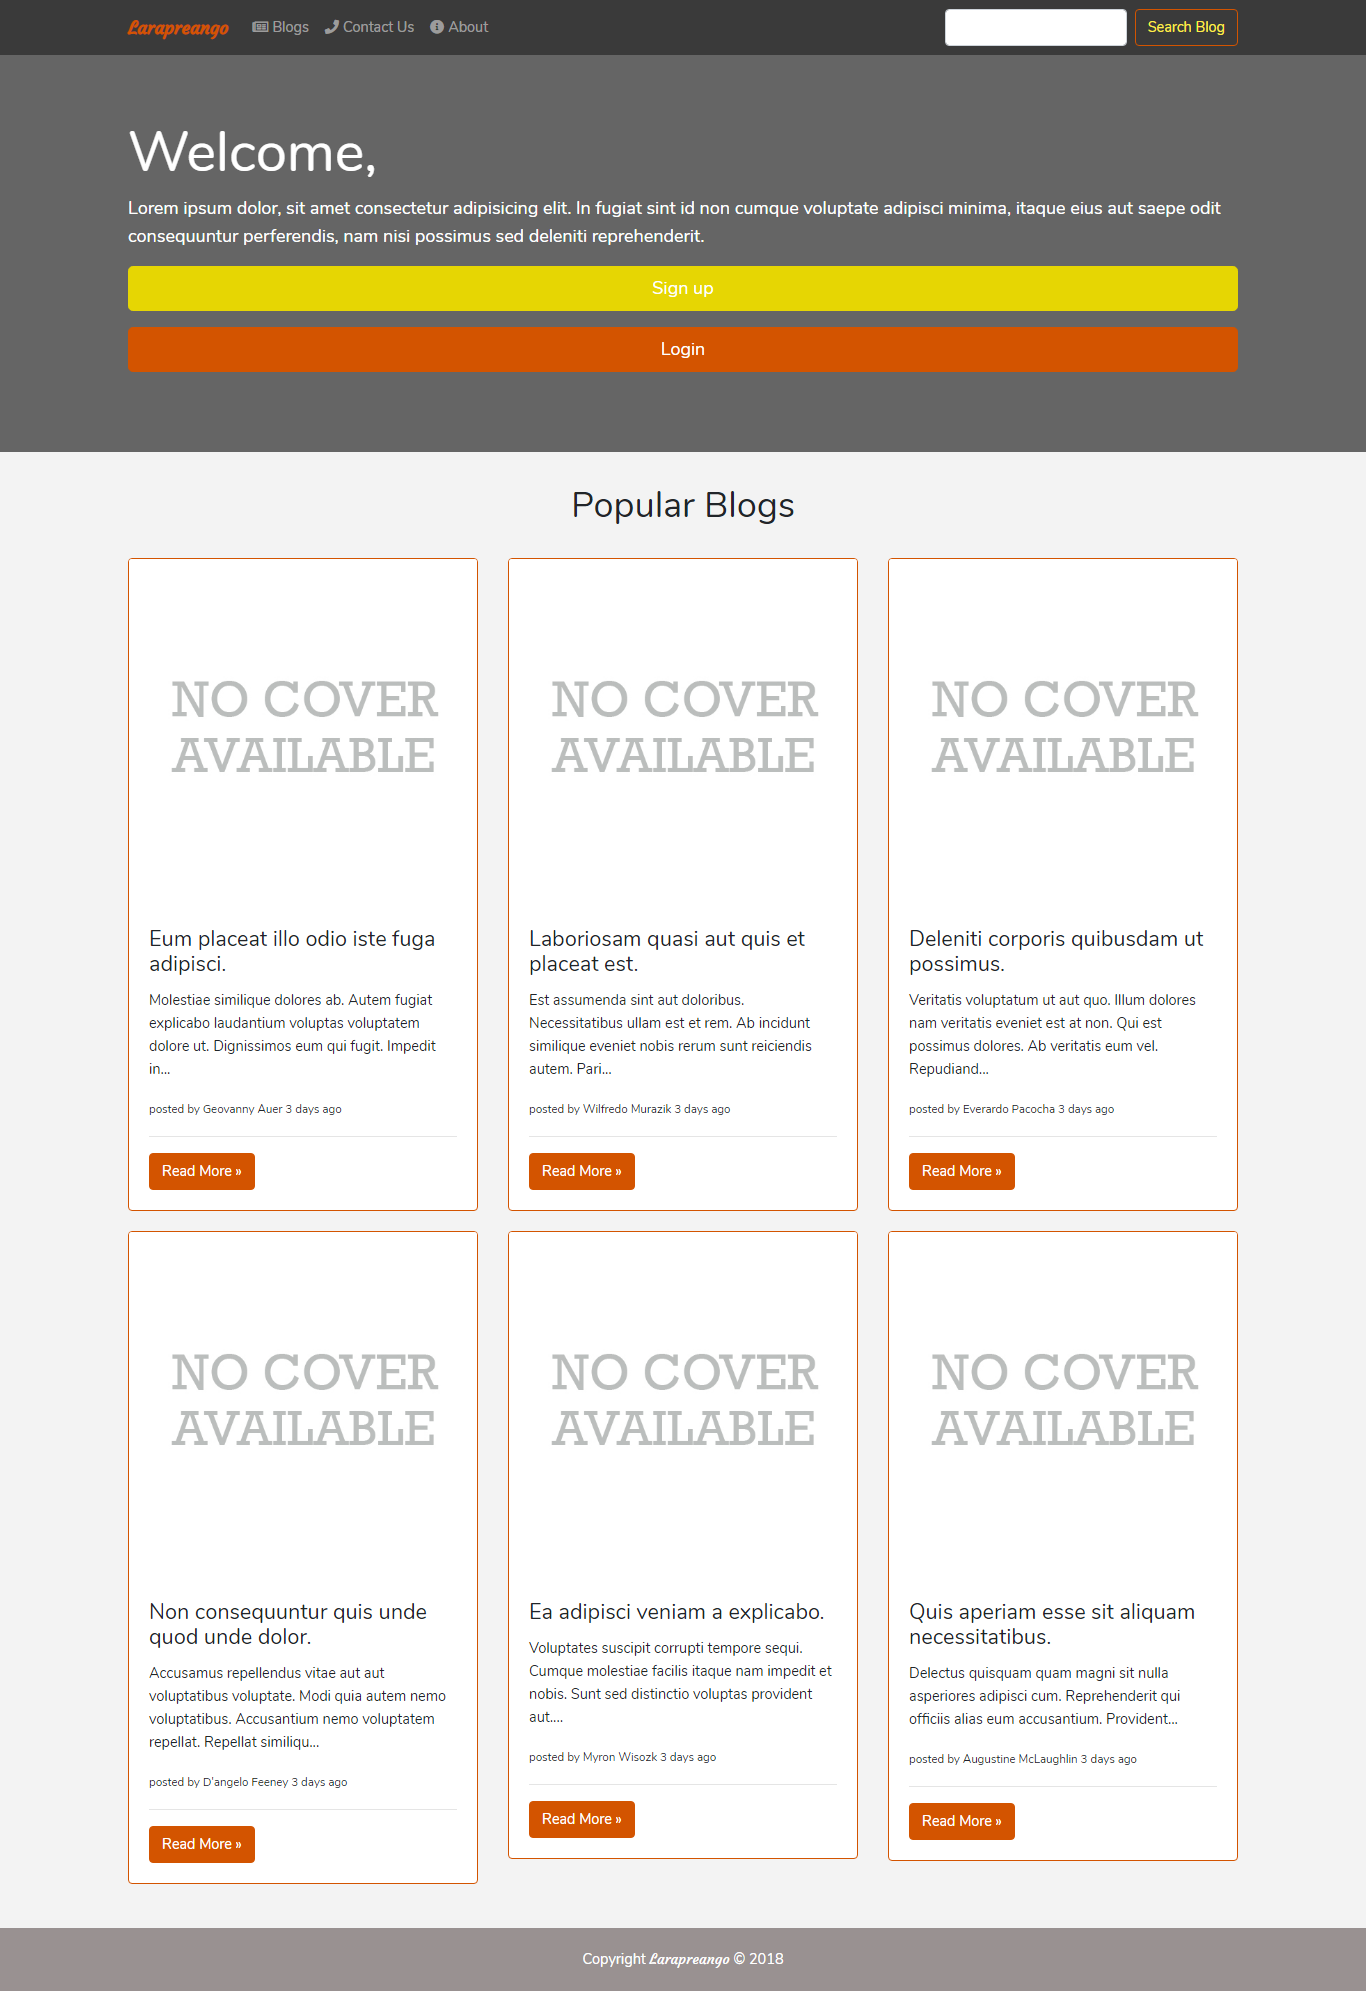 Larapreango Blogs Contact Us About Search Blog
Welcome,
Lorem ipsum dolor, sit amet consectetur adipisicing elit. In fugiat sint id non cumque voluptate adipisci minima, itaque eius aut saepe odit
consequuntur perferendis, nam nisi possimus sed deleniti reprehenderit.
Sign up
Login
Popular Blogs
NO COVER
AVAILABLE
Eum placeat illo odio iste fuga
adipisci.
Molestiae similique dolores ab. Autem fugiat
explicabo laudantium voluptas voluptatem
dolore ut. Dignissimos eum qui fugit. Impedit
in...
posted by Geovanny Auer 3 days ago
Read More »
NO COVER
AVAILABLE
Laboriosam quasi aut quis et
placeat est.
Est assumenda sint aut doloribus.
Necessitatibus ullam est et rem. Ab incidunt
similique eveniet nobis rerum sunt reiciendis
autem. Pari...
posted by Wilfredo Murazik 3 days ago
Read More »
NO COVER
AVAILABLE
Deleniti corporis quibusdam ut
possimus.
Veritatis voluptatum ut aut quo. Illum dolores
nam veritatis eveniet est at non. Qui est
possimus dolores. Ab veritatis eum vel.
Repudiand...
posted by Everardo Pacocha 3 days ago
Read More »
NO COVER
AVAILABLE
Non consequuntur quis unde
quod unde dolor.
Accusamus repellendus vitae aut aut
voluptatibus voluptate. Modi quia autem nemo
voluptatibus. Accusantium nemo voluptatem
repellat. Repellat similiqu...
posted by D'angelo Feeney 3 days ago
Read More »
NO COVER
AVAILABLE
Ea adipisci veniam a explicabo.
Voluptates suscipit corrupti tempore sequi.
Cumque molestiae facilis itaque nam impedit et
nobis. Sunt sed distinctio voluptas provident
aut....
posted by Myron Wisozk 3 days ago
Read More »
NO COVER
AVAILABLE
Quis aperiam esse sit aliquam
necessitatibus.
Delectus quisquam quam magni sit nulla
asperiores adipisci cum. Reprehenderit qui
officiis alias eum accusantium. Provident...
posted by Augustine McLaughlin 3 days ago
Read More »
Copyright Larapreango © 2018